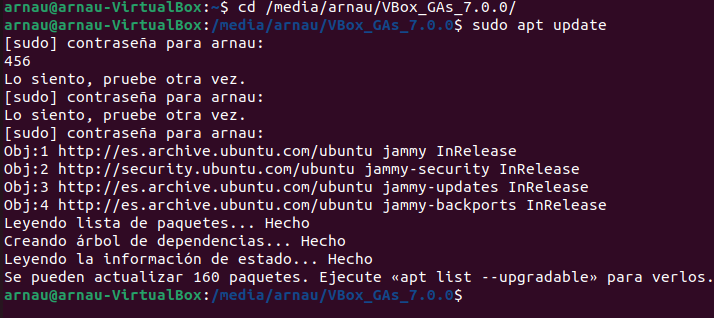 arnau@arnau-VirtualBox:~$ cd /media/arnau/VBox_GAs_7.0.0/
arnau@arnau-VirtualBox:/media/arnau/VBox_GAs_7.0.0$ sudo apt update
[sudo] contraseña para arnau:
456
Lo siento, pruebe otra vez.
[sudo] contraseña para arnau:
Lo siento, pruebe otra vez.
[sudo] contraseña para arnau:
Obj:1 http://es.archive.ubuntu.com/ubuntu jammy InRelease
Obj:2 http://security.ubuntu.com/ubuntu jammy-security InRelease
Obj:3 http://es.archive.ubuntu.com/ubuntu jammy-updates InRelease
Obj:4 http://es.archive.ubuntu.com/ubuntu jammy-backports InRelease
Leyendo lista de paquetes... Hecho
Creando árbol de dependencias... Hecho
Leyendo la información de estado... Hecho
Se pueden actualizar 160 paquetes. Ejecute «apt list --upgradable» para verlos.
arnau@arnau-VirtualBox:/media/arnau/VBox_GAs_7.0.0$